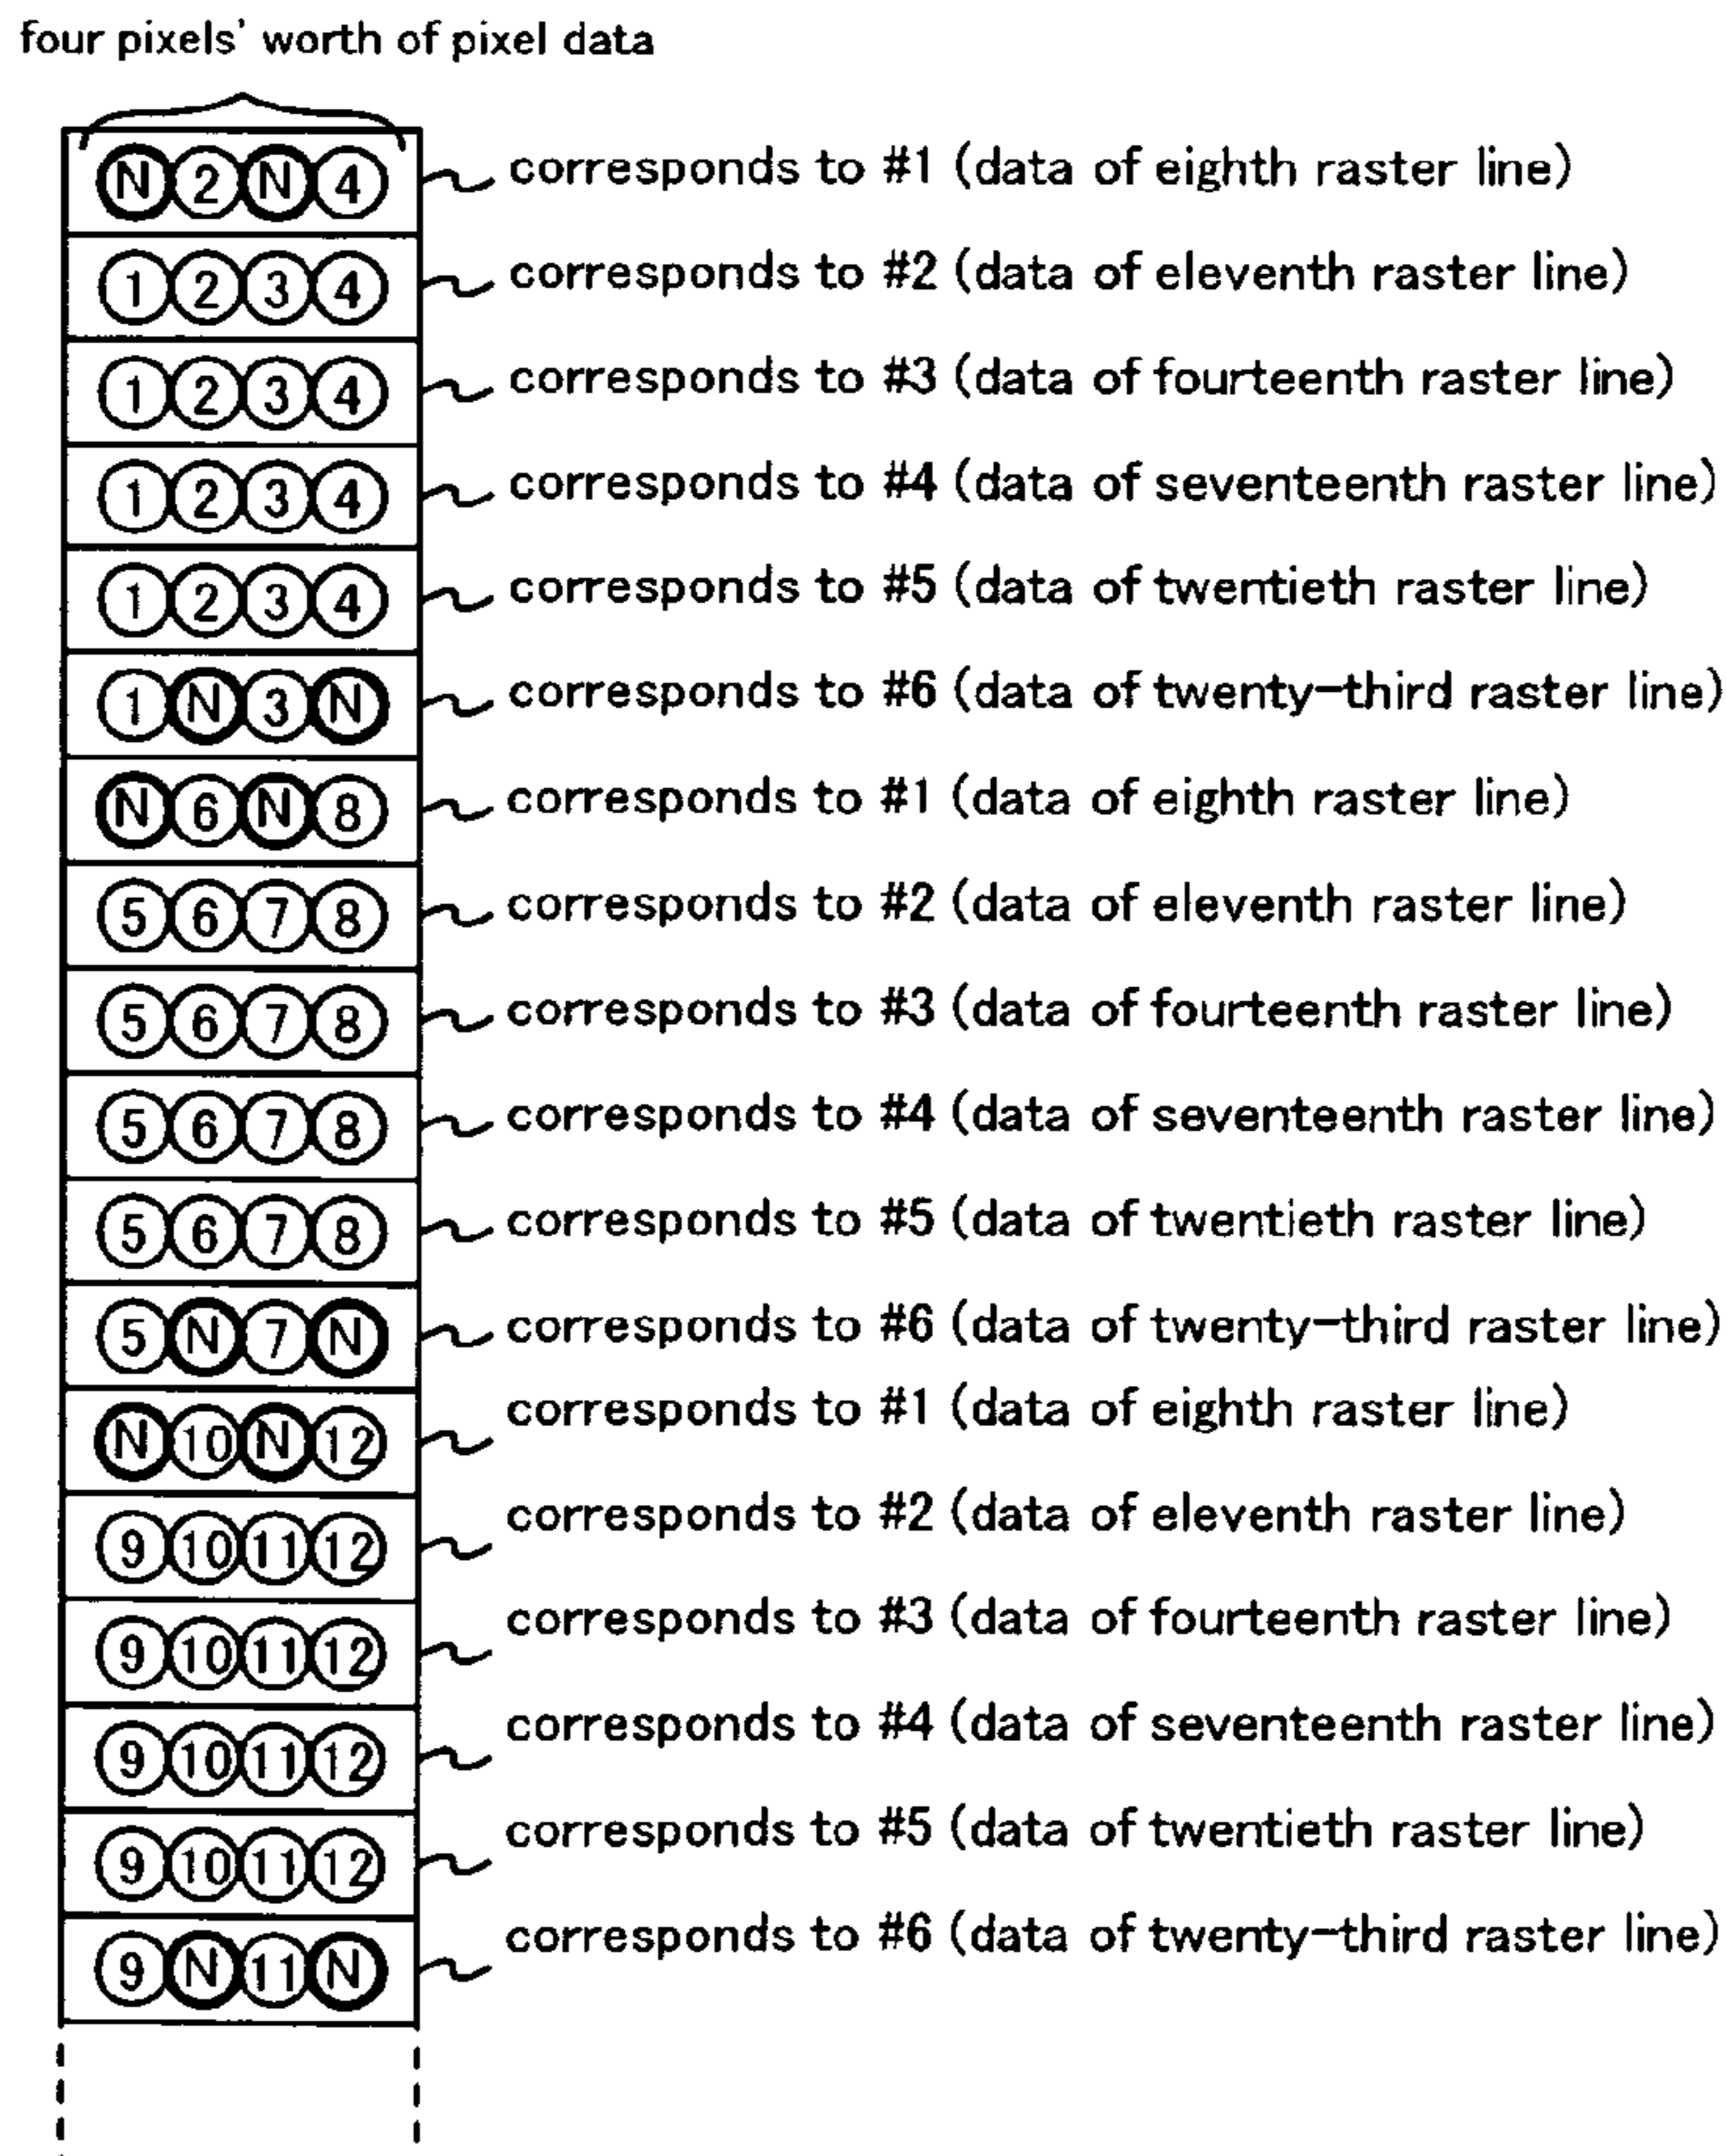 four pixels' worth of pixel data
N 2 N 4 corresponds to #1 (data of eighth raster line)
1 2 3 4 corresponds to #2 (data of eleventh raster line)
1 2 3 4 corresponds to #3 (data of fourteenth raster line)
1 2 3 4 corresponds to #4 (data of seventeenth raster line)
1 2 3 4 corresponds to #5 (data of twentieth raster line)
1 N 3 N corresponds to #6 (data of twenty-third raster line)
N 6 N 8 corresponds to #1 (data of eighth raster line)
5 6 7 8 corresponds to #2 (data of eleventh raster line)
5 6 7 8 corresponds to #3 (data of fourteenth raster line)
5 6 7 8 corresponds to #4 (data of seventeenth raster line)
5 6 7 8 corresponds to #5 (data of twentieth raster line)
5 N 7 N corresponds to #6 (data of twenty-third raster line)
N 10 N 12 corresponds to #1 (data of eighth raster line)
9 10 11 12 corresponds to #2 (data of eleventh raster line)
9 10 11 12 corresponds to #3 (data of fourteenth raster line)
9 10 11 12 corresponds to #4 (data of seventeenth raster line)
9 10 11 12 corresponds to #5 (data of twentieth raster line)
9 N 11 N corresponds to #6 (data of twenty-third raster line)